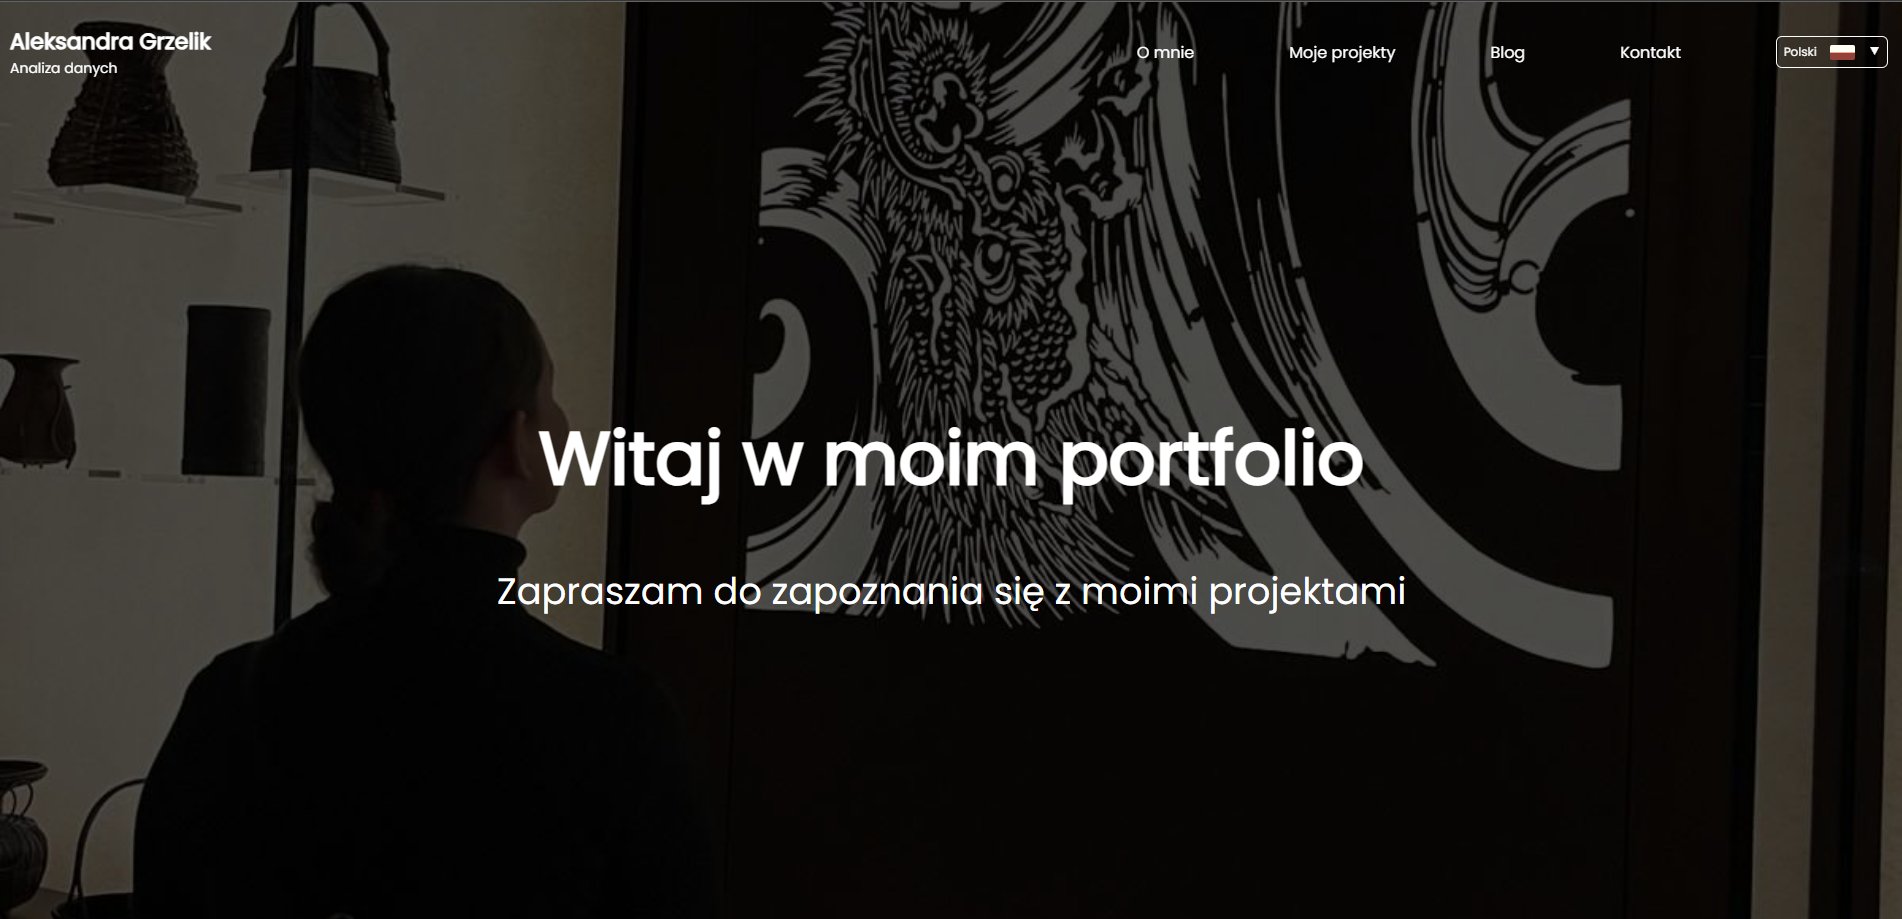 Aleksandra Grzelik
Analiza danych
O mnie
Moje projekty
Blog
Kontakt
Polski
Witaj w moim portfolio
Zapraszam do zapoznania się z moimi projektami